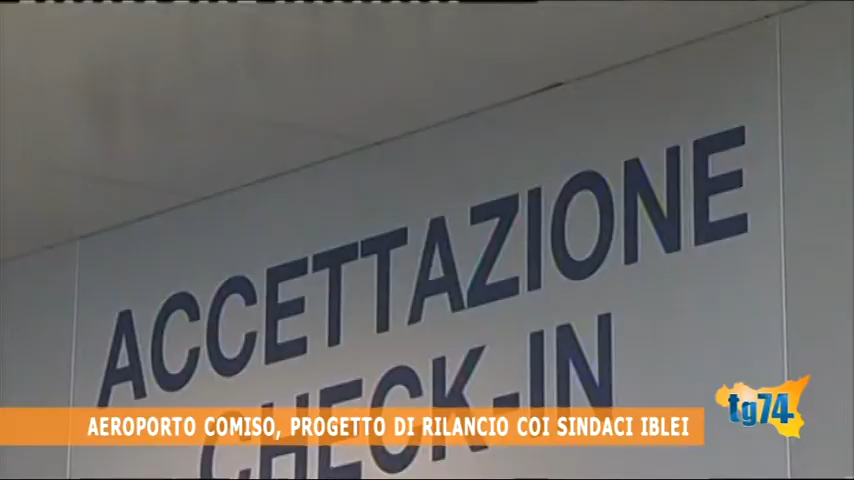 ACCETTAZIONE
CHECK-IN
AEROPORTO COMISO, PROGETTO DI RILANCIO COI SINDACI IBLEI
tg74